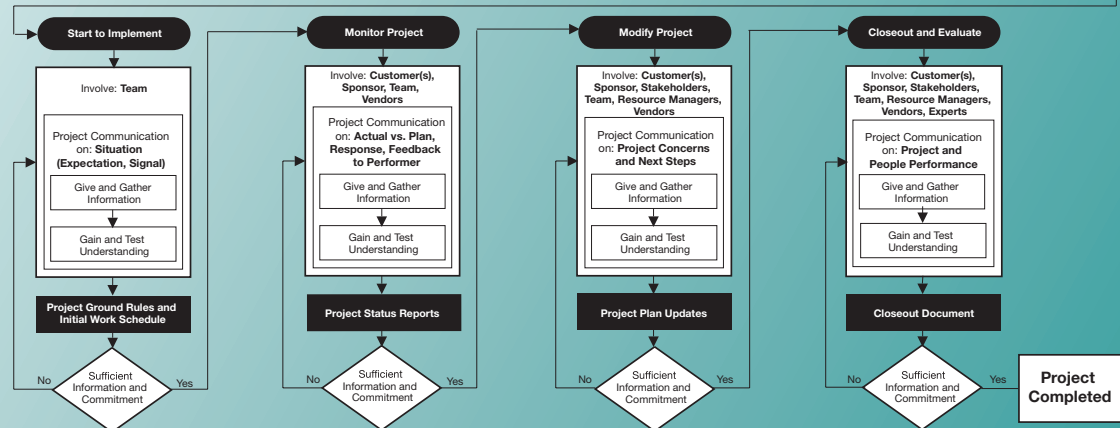 Start to Implement
Involve: Team
Project Communication
on: Situation
(Expectation, Signal)
Give and Gather
Information
Gain and Test
Understanding
Project Ground Rules and
Initial Work Schedule
No
Sufficient
Information and
Commitment
Yes
Monitor Project
Involve: Customer(s),
Sponsor, Team,
Vendors
Project Communication
on: Actual vs. Plan,
Response, Feedback
to Performer
Give and Gather
Information
Gain and Test
Understanding
Project Status Reports
No
Sufficient
Information and
Commitment
Yes
Modify Project
Involve: Customer(s),
Sponsor, Stakeholders,
Team, Resource Managers,
Vendors
Project Communication
on: Project Concerns
and Next Steps
Give and Gather
Information
Gain and Test
Understanding
Project Plan Updates
No
Sufficient
Information and
Commitment
Yes
Closeout and Evaluate
Involve: Customer(s),
Sponsor, Stakeholders,
Team, Resource Managers,
Vendors, Experts
Project Communication
on: Project and
People Performance
Give and Gather
Information
Gain and Test
Understanding
Closeout Document
No
Sufficient
Information and
Commitment
Yes
Project
Completed